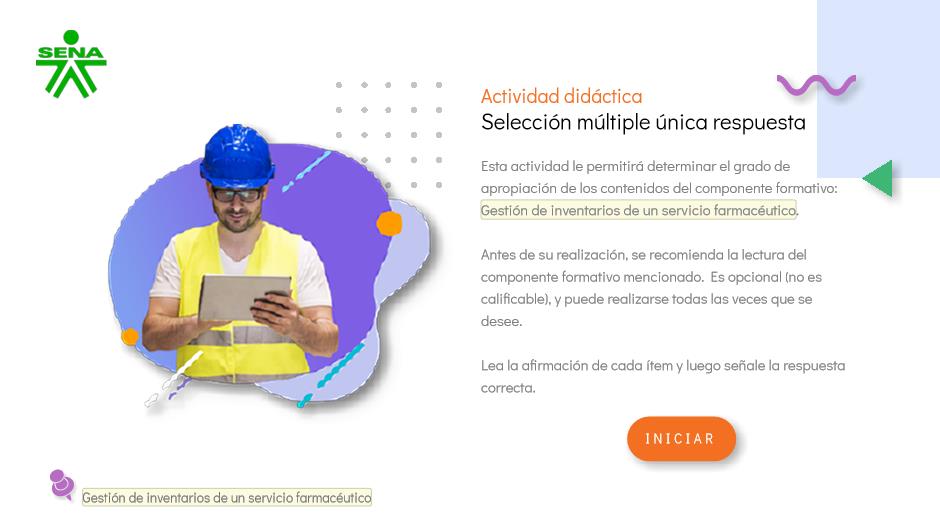 SENA
Actividad didáctica
Selección múltiple única respuesta
Esta actividad le permitirá determinar el grado de
apropiación de los contenidos del componente formativo:
Gestión de inventarios de un servicio farmacéutico.
Antes de su realización, se recomienda la lectura del
componente formativo mencionado. Es opcional (no es
calificable), y puede realizarse todas las veces que se
desee.
Lea la afirmación de cada ítem y luego señale la respuesta
correcta.
INICIAR
Gestión de inventarios de un servicio farmacéutico